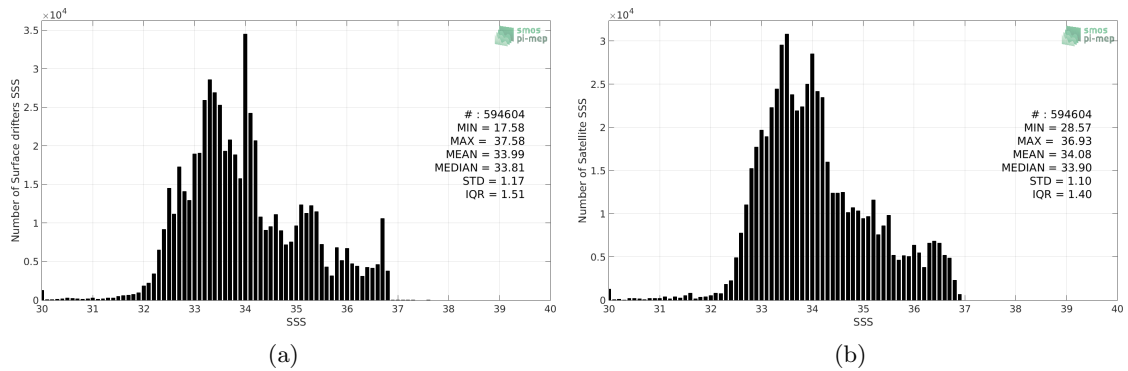 ×10⁴
3.5
3
2.5
2
1.5
1
0.5
0
Number of Surface drifters SSS
smos
pi-mep
# : 594604
MIN = 17.58
MAX = 37.58
MEAN = 33.99
MEDIAN = 33.81
STD = 1.17
IQR = 1.51
30 31 32 33 34 35 36 37 38 39 40
SSS
(a)
×10⁴
3
2.5
2
1.5
1
0.5
0
Number of Satellite SSS
smos
pi-mep
# : 594604
MIN = 28.57
MAX = 36.93
MEAN = 34.08
MEDIAN = 33.90
STD = 1.10
IQR = 1.40
30 31 32 33 34 35 36 37 38 39 40
SSS
(b)